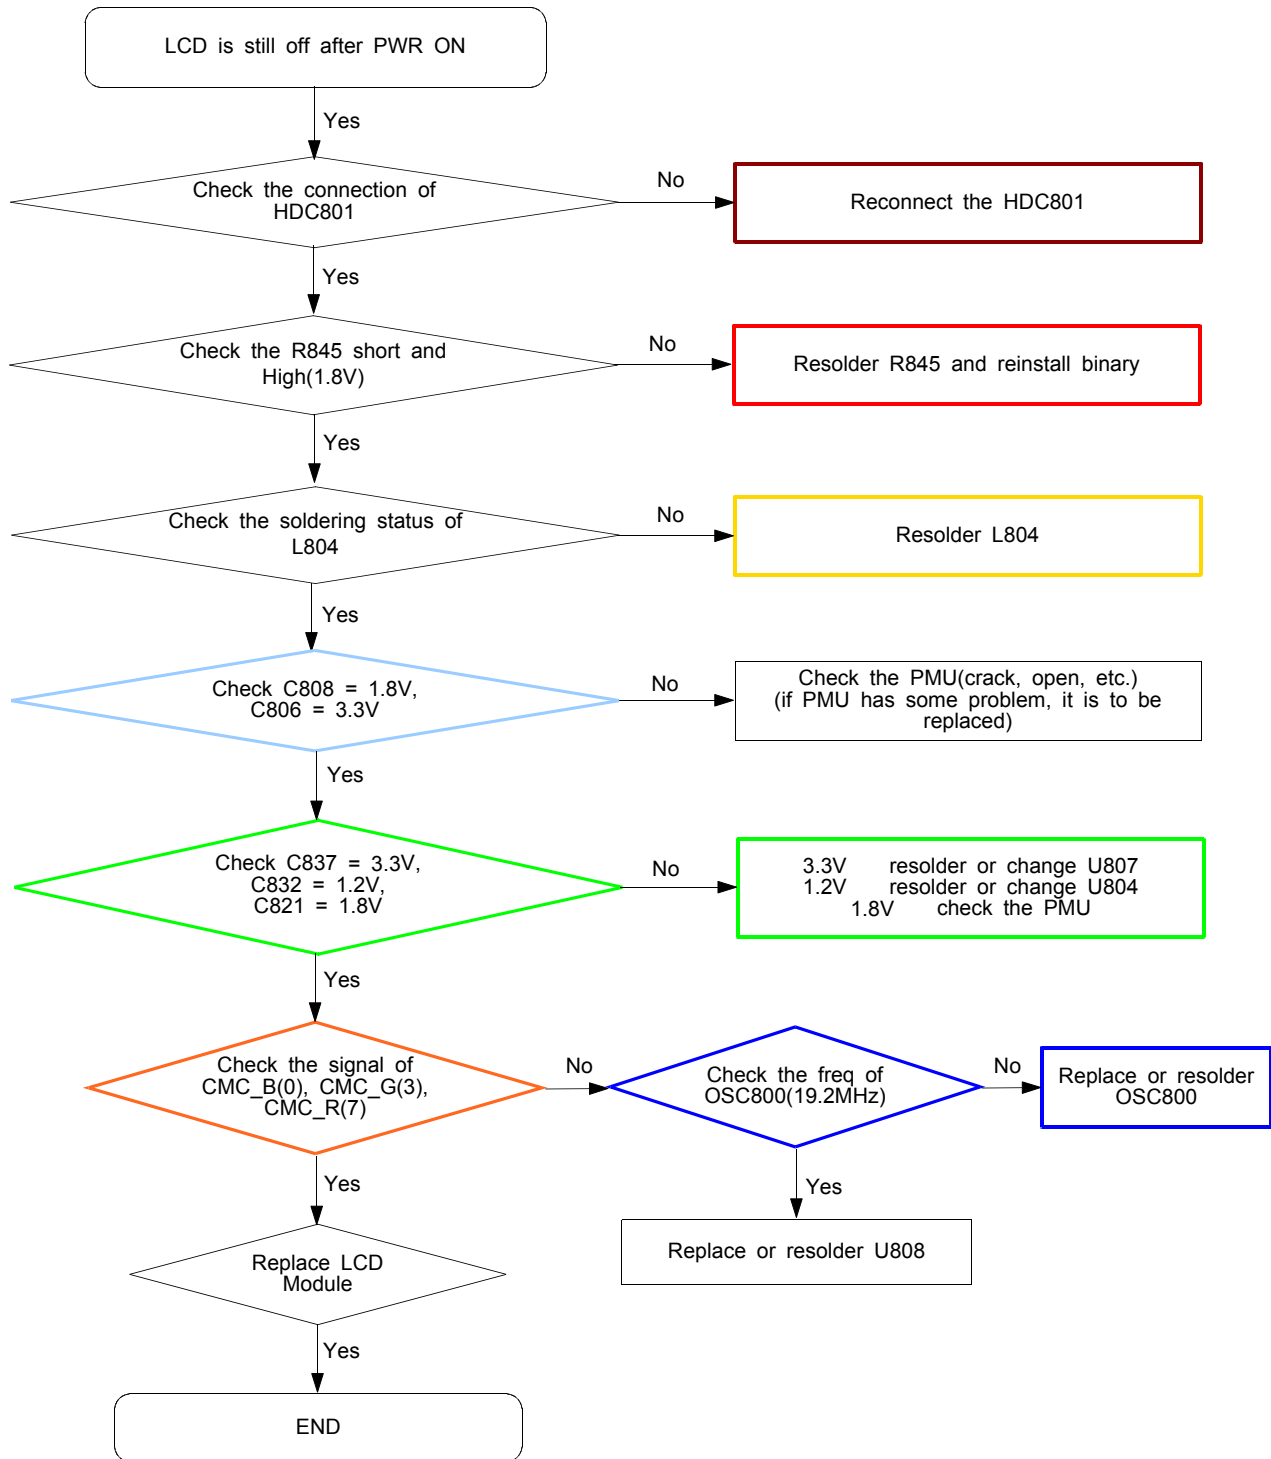 LCD is still off after PWR ON
Yes
Check the connection of
HDC801
No
Reconnect the HDC801
Yes
Check the R845 short and
High(1.8V)
No
Resolder R845 and reinstall binary
Yes
Check the soldering status of
L804
No
Resolder L804
Yes
Check C808 = 1.8V,
C806 = 3.3V
No
Check the PMU(crack, open, etc.)
(if PMU has some problem, it is to be
replaced)
Yes
Check C837 = 3.3V,
C832 = 1.2V,
C821 = 1.8V
No
3.3V resolder or change U807
1.2V resolder or change U804
1.8V check the PMU
Yes
Check the signal of
CMC_B(0), CMC_G(3),
CMC_R(7)
No
Check the freq of
OSC800(19.2MHz)
No
Replace or resolder
OSC800
Yes
Yes
Replace or resolder U808
Replace LCD
Module
Yes
END